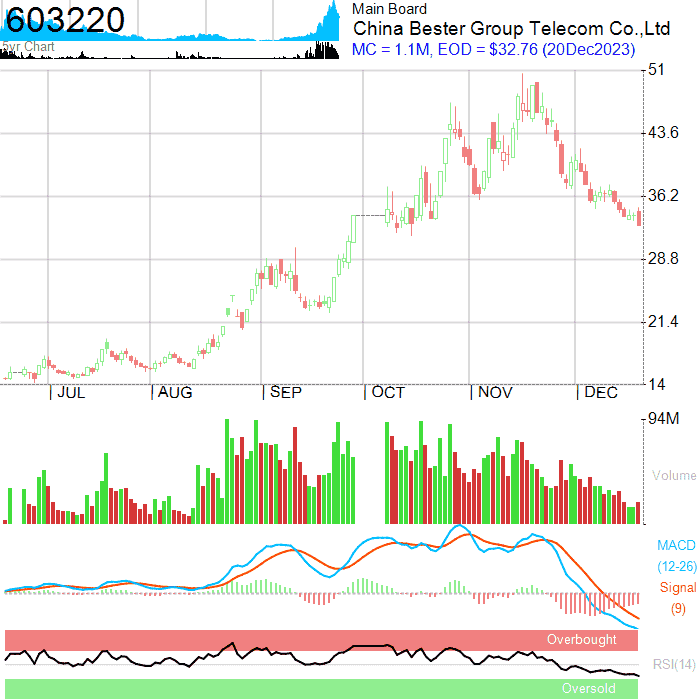 603220
5yr Chart
Main Board
China Bester Group Telecom Co.,Ltd
MC = 1.1M, EOD = $32.76 (20Dec2023)
51
43.6
36.2
28.8
21.4
14
JUL AUG SEP OCT NOV DEC
94M
Volume
MACD
(12-26)
Signal
(9)
Overbought
RSI(14)
Oversold